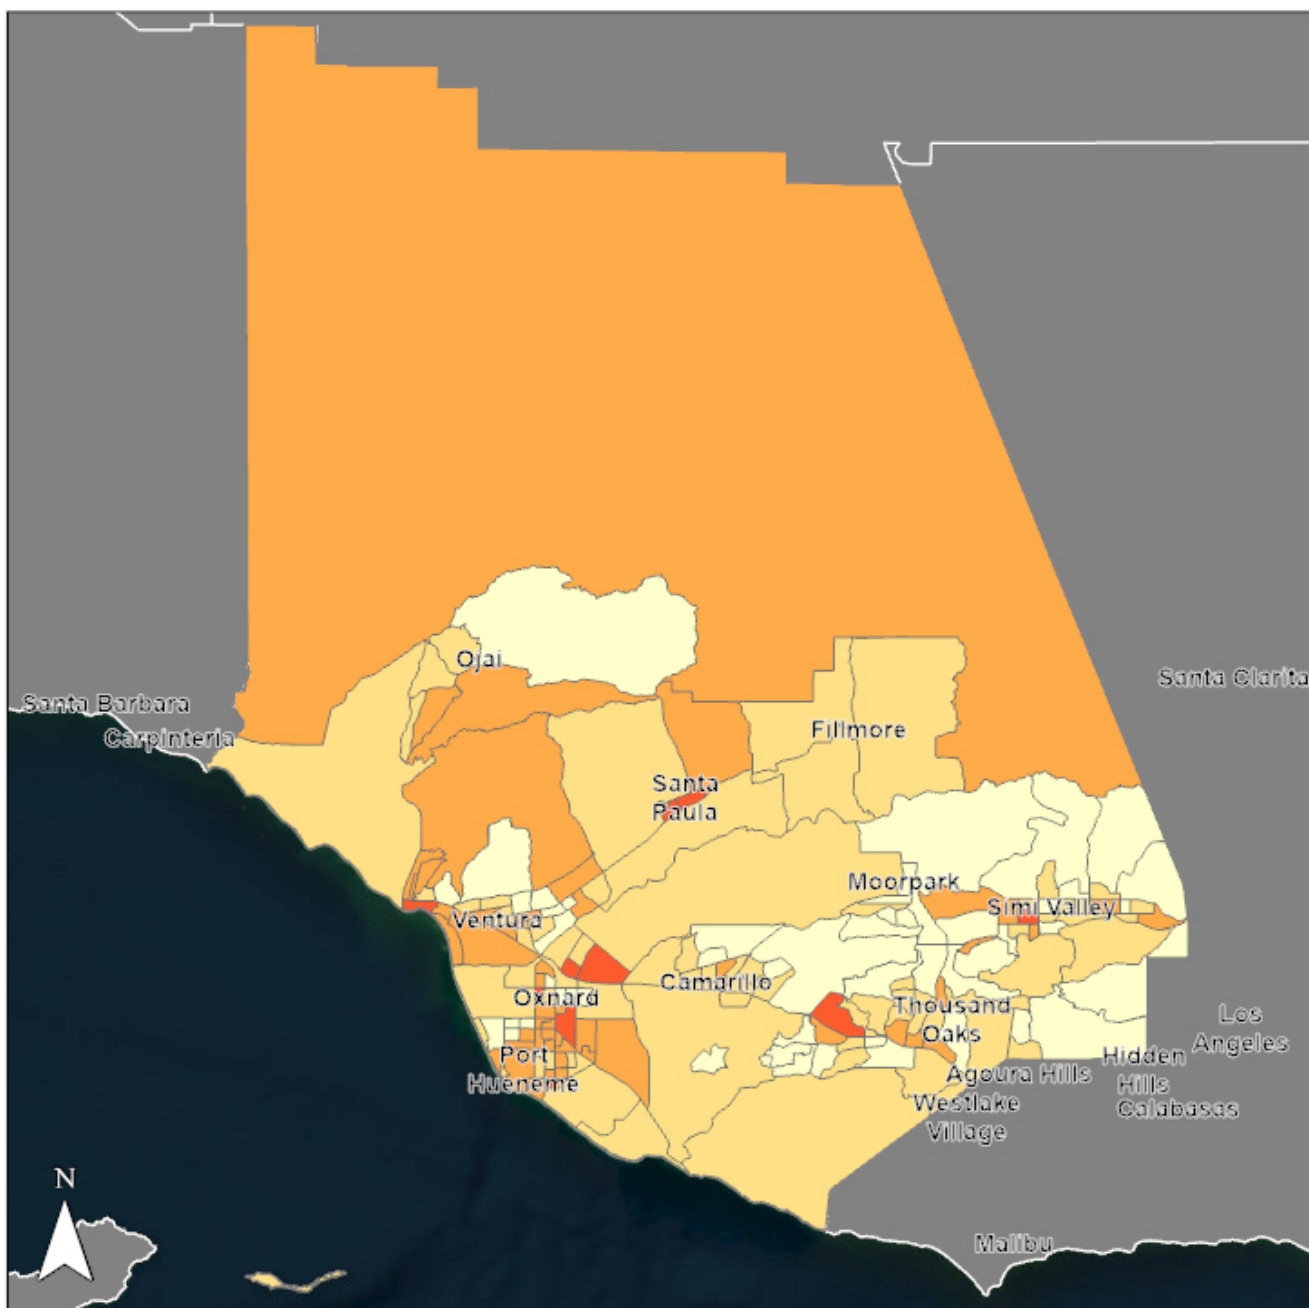 Ojai
Santa Clarita
Santa Barbara
Carpinteria
Fillmore
Santa
Paula
Moorpark
Simi Valley
Ventura
Camarillo
Oxnard
Thousand
Oaks
Los
Angeles
Port
Hueneme
Hidden
Hills
Agoura Hills
Calabasas
Westlake
Village
N
Malibu